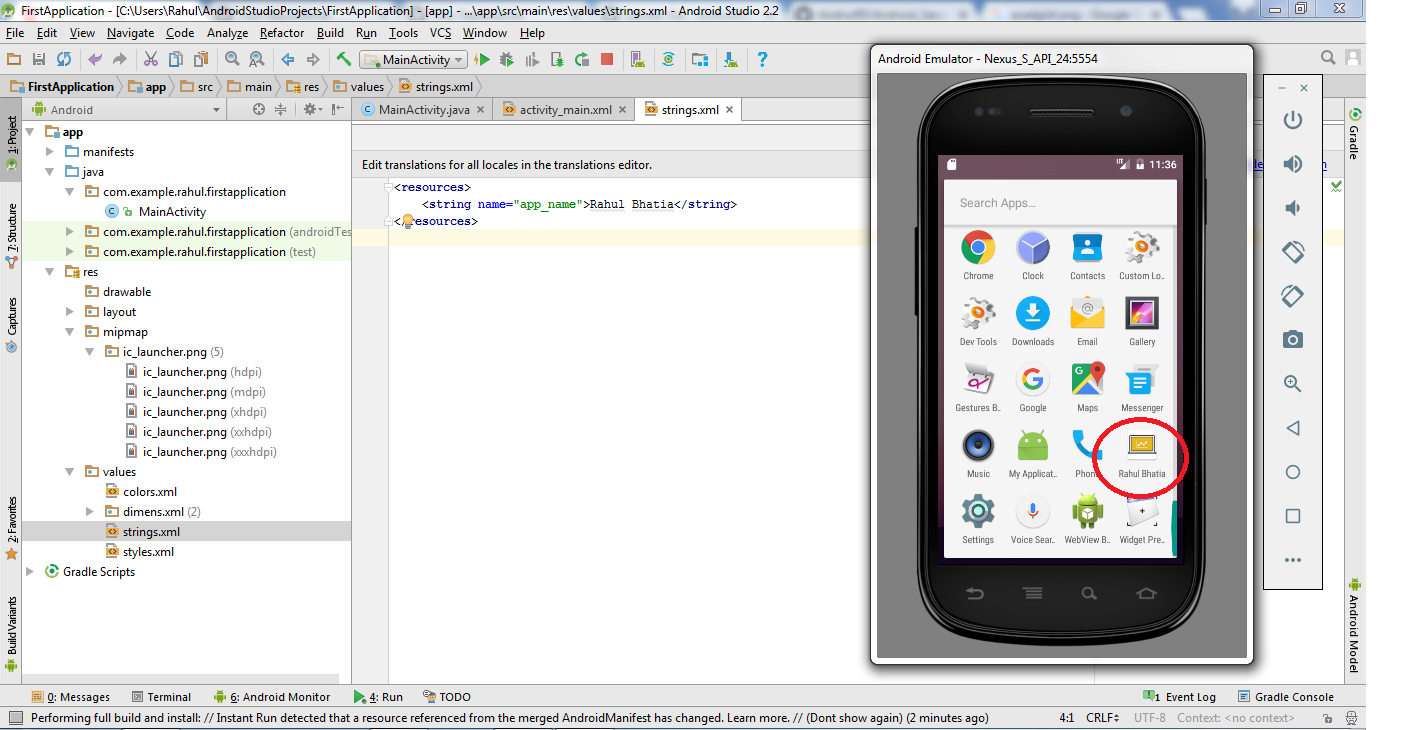 FirstApplication - [C:\Users\Rahul\AndroidStudioProjects\FirstApplication] - [app] - ...\app\src\main\res\values\strings.xml - Android Studio 2.2
File Edit View Navigate Code Analyze Refactor Build Run Tools VCS Window Help
MainActivity
FirstApplication app src main res values strings.xml
1: Project
7: Structure
Captures
2: Favorites
Build Variants
Android
app
manifests
java
com.example.rahul.firstapplication
MainActivity
com.example.rahul.firstapplication (androidTes
com.example.rahul.firstapplication (test)
res
drawable
layout
mipmap
ic_launcher.png (5)
ic_launcher.png (hdpi)
ic_launcher.png (mdpi)
ic_launcher.png (xhdpi)
ic_launcher.png (xxhdpi)
ic_launcher.png (xxxhdpi)
values
colors.xml
dimens.xml (2)
strings.xml
styles.xml
Gradle Scripts
MainActivity.java activity_main.xml strings.xml
Edit translations for all locales in the translations editor.
<resources>
<string name="app_name">Rahul Bhatia</string>
</resources>
Android Emulator - Nexus_S_API_24:5554
LTE 11:36
Search Apps...
Chrome Clock Contacts Custom Lo..
Dev Tools Downloads Email Gallery
Gestures B.. Google Maps Messenger
Music My Applicat.. Phone Rahul Bhatia
Settings Voice Sear.. WebView B.. Widget Pre..
Gradle
Android Model
0: Messages Terminal 6: Android Monitor 4: Run TODO 1 Event Log Gradle Console
Performing full build and install: // Instant Run detected that a resource referenced from the merged AndroidManifest has changed. Learn more. // (Dont show again) (2 minutes ago) 4:1 CRLF UTF-8 Context: <no context>